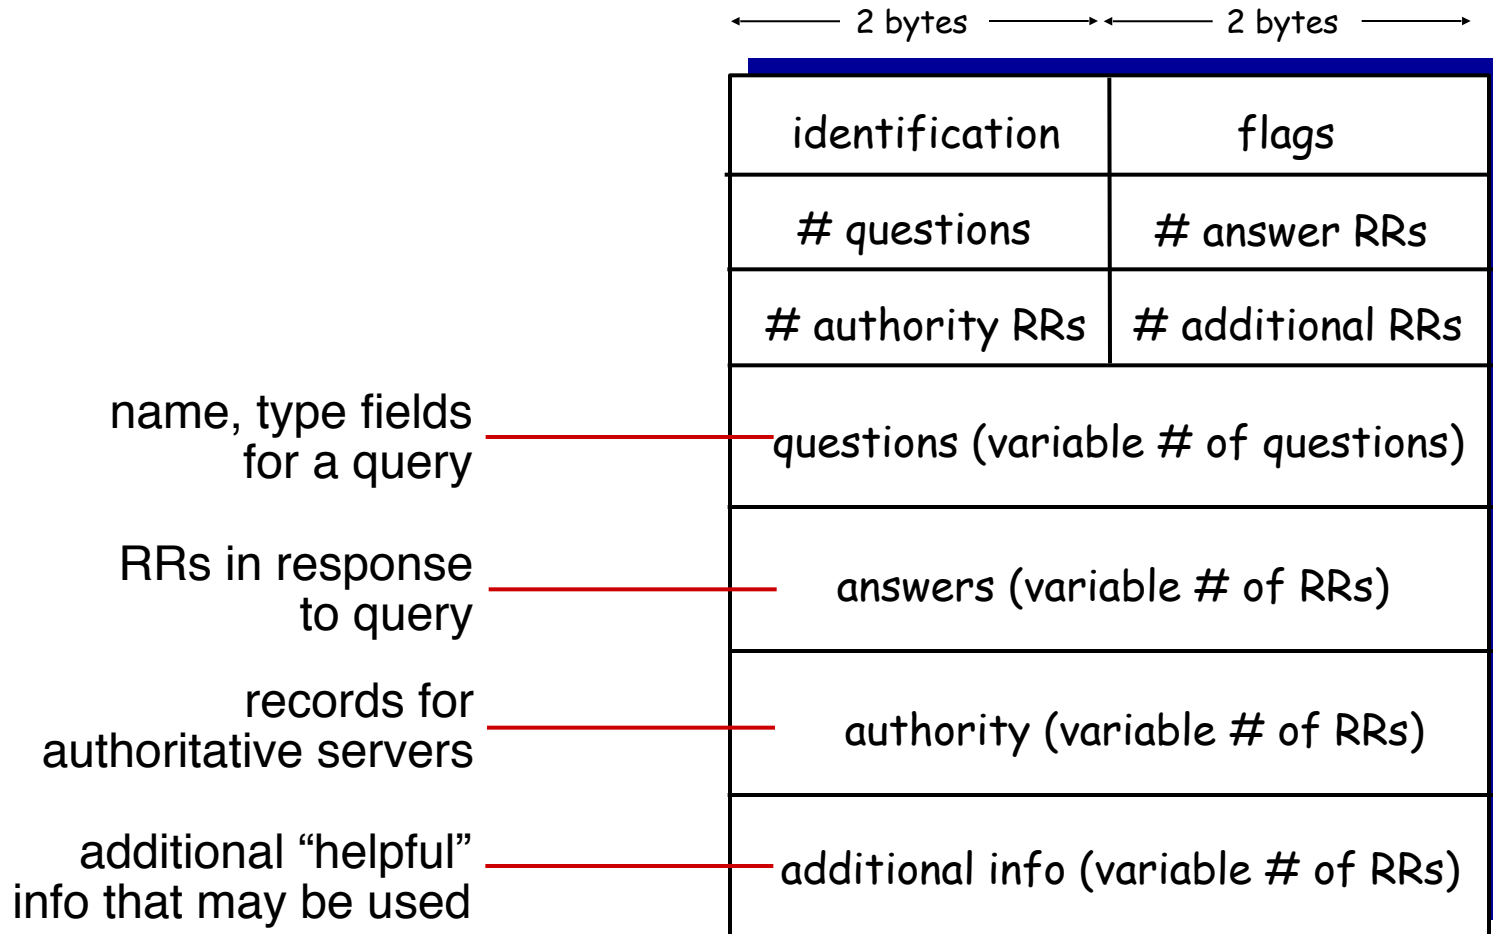 2 bytes 2 bytes
identification flags
# questions # answer RRs
# authority RRs # additional RRs
name, type fields
for a query
questions (variable # of questions)
RRs in response
to query
answers (variable # of RRs)
records for
authoritative servers
authority (variable # of RRs)
additional “helpful”
info that may be used
additional info (variable # of RRs)